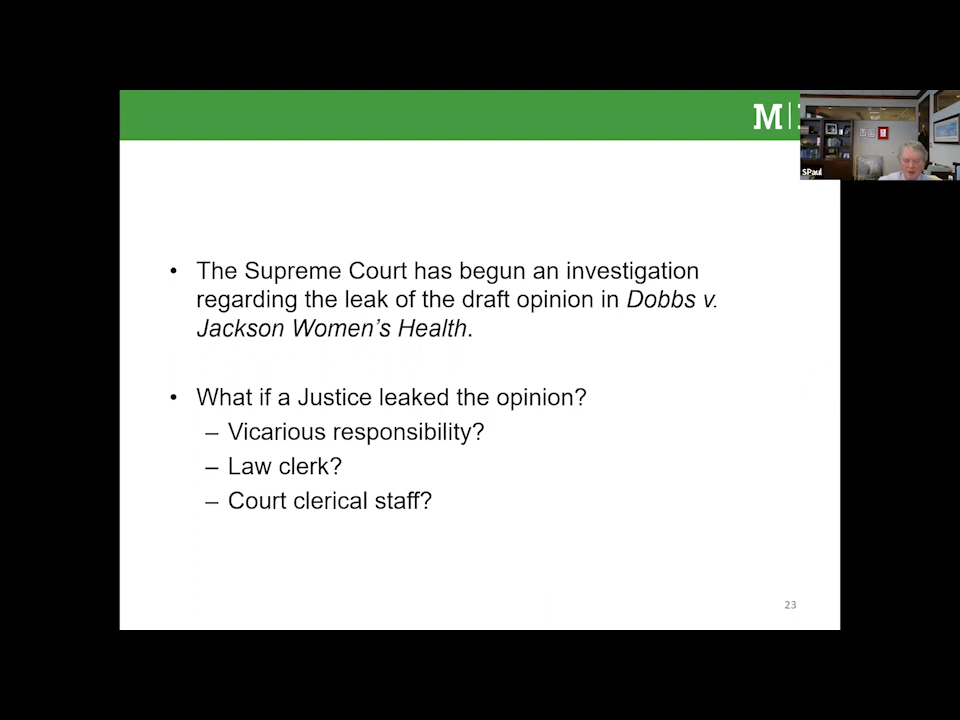 M|
SPaul
• The Supreme Court has begun an investigation
regarding the leak of the draft opinion in Dobbs v.
Jackson Women’s Health.
• What if a Justice leaked the opinion?
– Vicarious responsibility?
– Law clerk?
– Court clerical staff?
23